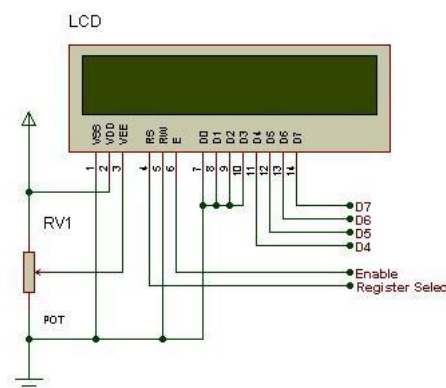 LCD
VSS VDD VEE RS RW E D0 D1 D2 D3 D4 D5 D6 D7
1 2 3 4 5 6 7 8 9 10 11 12 13 14
D7
D6
D5
D4
RV1
Enable
Register Selec
POT